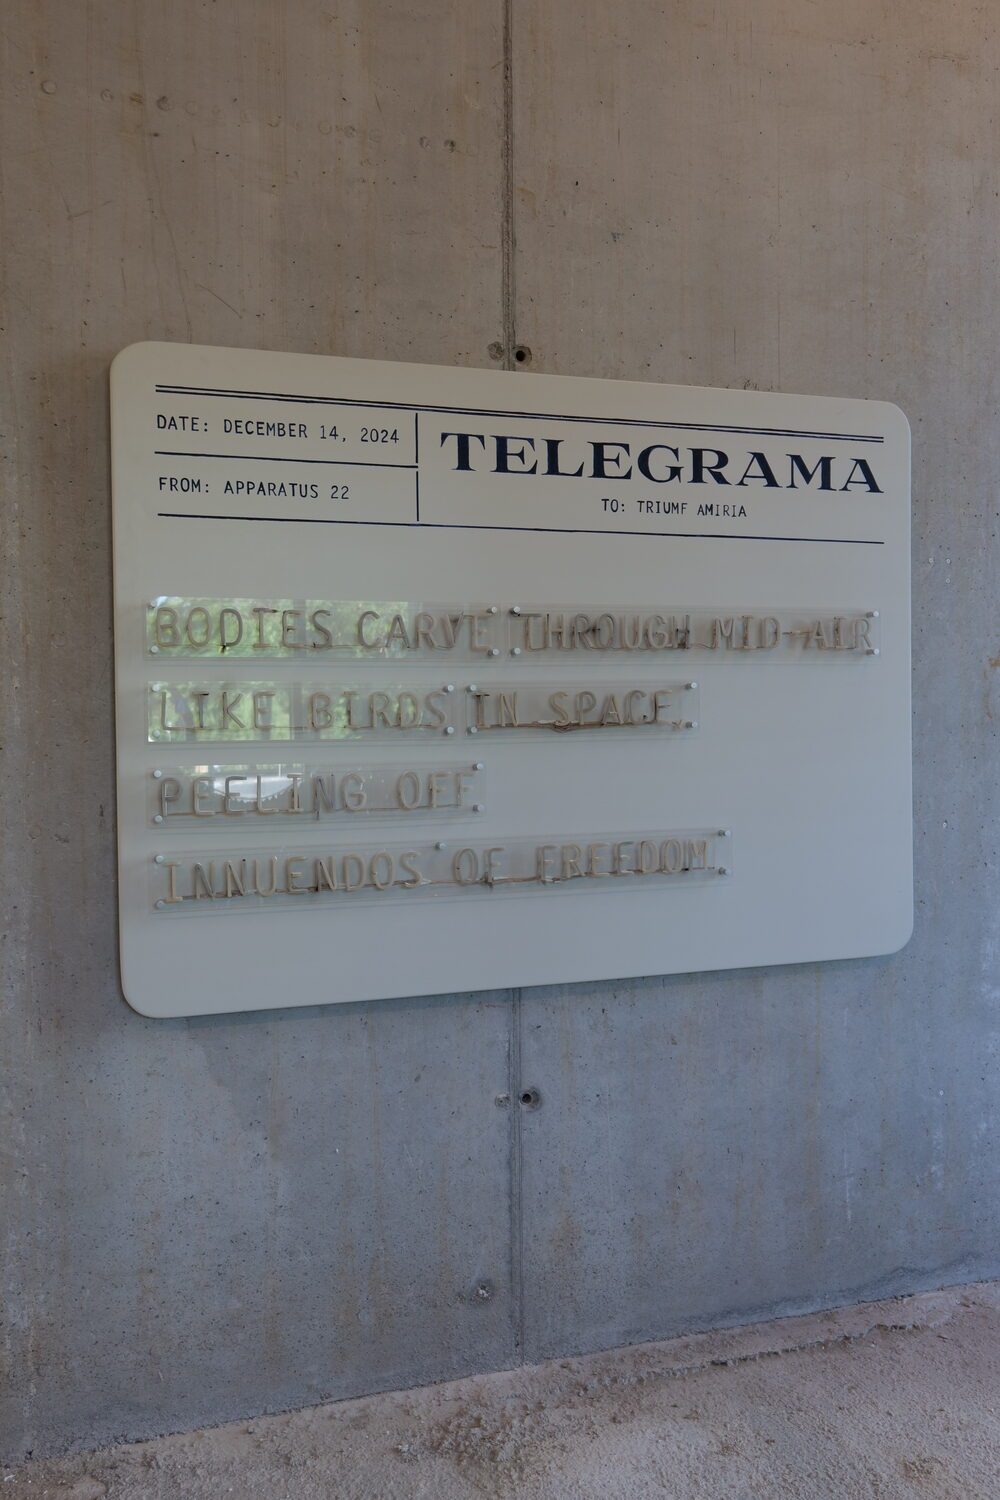 DATE: DECEMBER 14, 2024
FROM: APPARATUS 22
TELEGRAMA
TO: TRIUMF AMIRIA
BODIES CARVE THROUGH MID-AIR
LIKE BIRDS IN SPACE,
PEELING OFF
INNUENDOS OF FREEDOM.